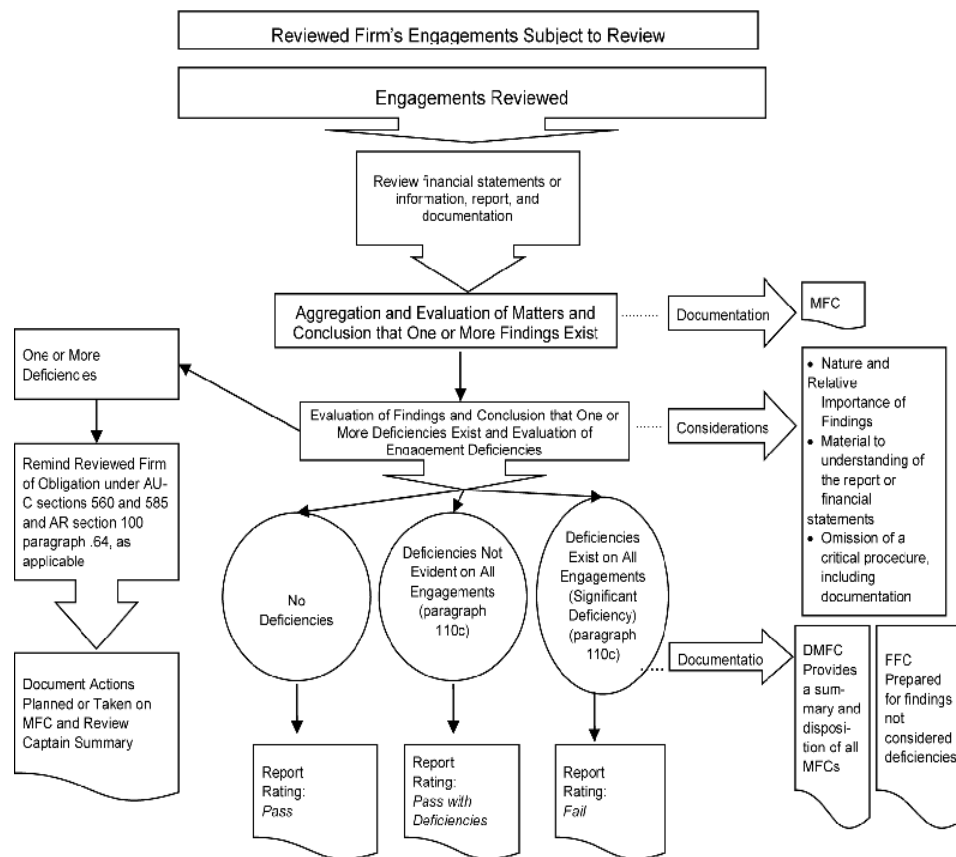 Reviewed Firm's Engagements Subject to Review
Engagements Reviewed
Review financial statements or
information, report, and
documentation
Aggregation and Evaluation of Matters and
Conclusion that One or More Findings Exist
Documentation
MFC
One or More
Deficiencies
Evaluation of Findings and Conclusion that One or
More Deficiencies Exist and Evaluation of
Engagement Deficiencies
Considerations
• Nature and
Relative
Importance of
Findings
• Material to
understanding of
the report or
financial
statements
• Omission of a
critical procedure,
including
documentation
Remind Reviewed Firm
of Obligation under AU-
C sections 560 and 585
and AR section 100
paragraph .64, as
applicable
No
Deficiencies
Deficiencies Not
Evident on All
Engagements
(paragraph
110c)
Deficiencies
Exist on All
Engagements
(Significant
Deficiency)
(paragraph
110c)
Documentatio
DMFC
Provides
a sum-
mary and
disposi-
tion of all
MFCs
FFC
Prepared
for findings
not
considered
deficiencies
Document Actions
Planned or Taken on
MFC and Review
Captain Summary
Report
Rating:
Pass
Report
Rating:
Pass with
Deficiencies
Report
Rating:
Fail